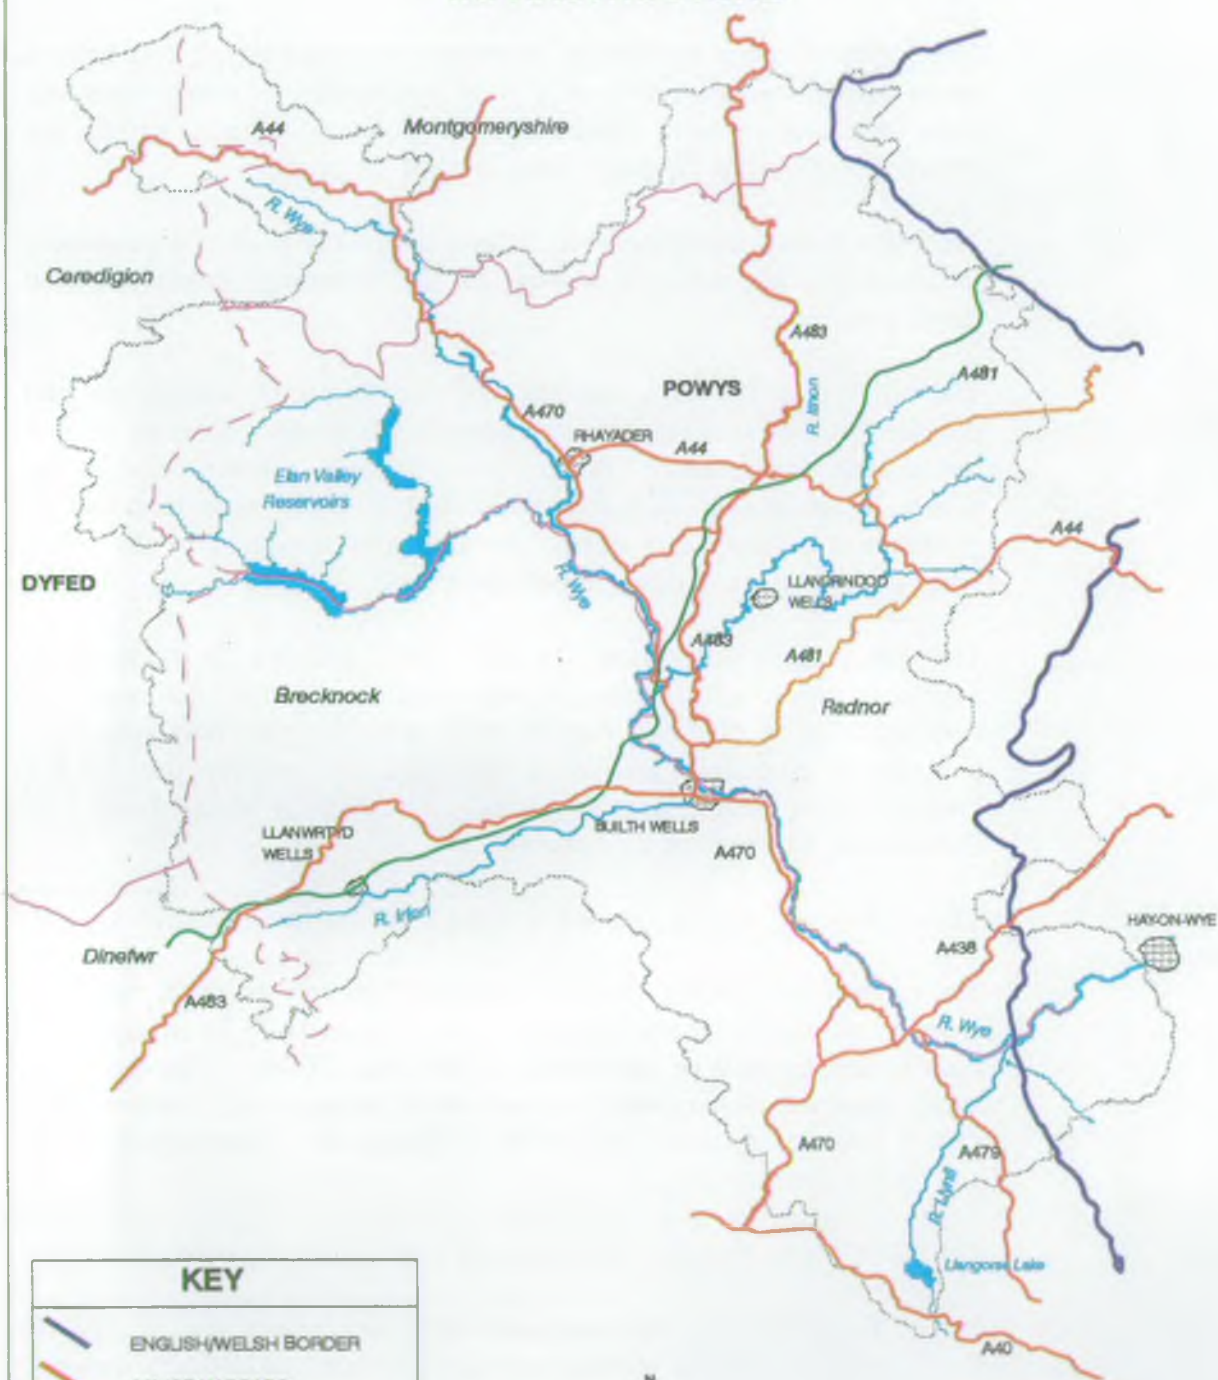 A44
Montgomeryshire
R. Wye
Ceredigion
A483
A481
POWYS
R. Ithon
A470
RHAYADER
A44
Elan Valley
Reservoirs
A44
DYFED
R. Wye
LLANDRINDOD
WELLS
A483
A481
Brecknock
Radnor
LLANWRTYD
WELLS
BUILTH WELLS
A470
R. Irfon
HAY-ON-WYE
A438
Dinefwr
A483
R. Wye
A470
A479
R. Llynfi
Llangorse Lake
KEY
ENGLISH/WELSH BORDER
A40
N